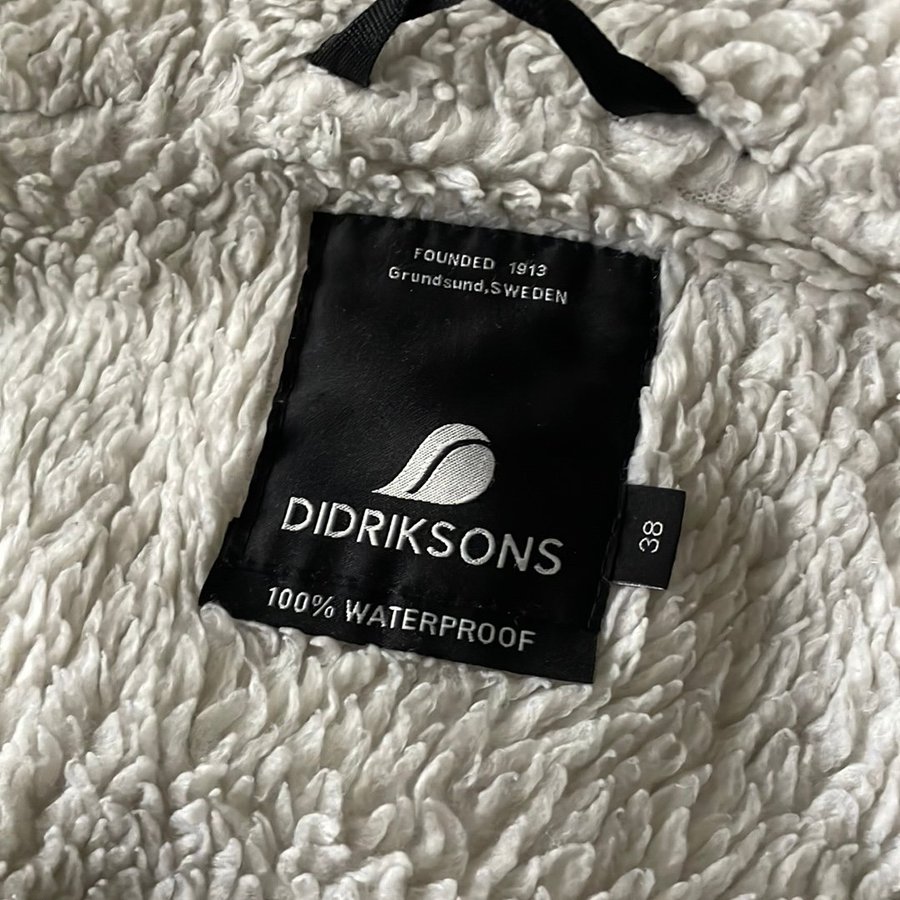 FOUNDED 1913
Grundsund,SWEDEN
DIDRIKSONS
38
100% WATERPROOF